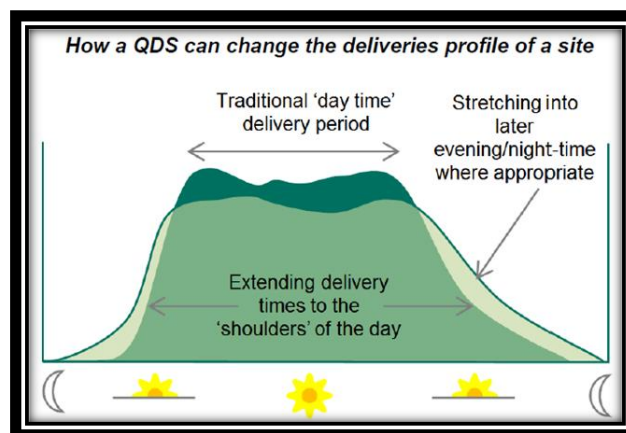 How a QDS can change the deliveries profile of a site
Traditional 'day time'
delivery period
Stretching into
later
evening/night-time
where appropriate
Extending delivery
times to the
'shoulders' of the day